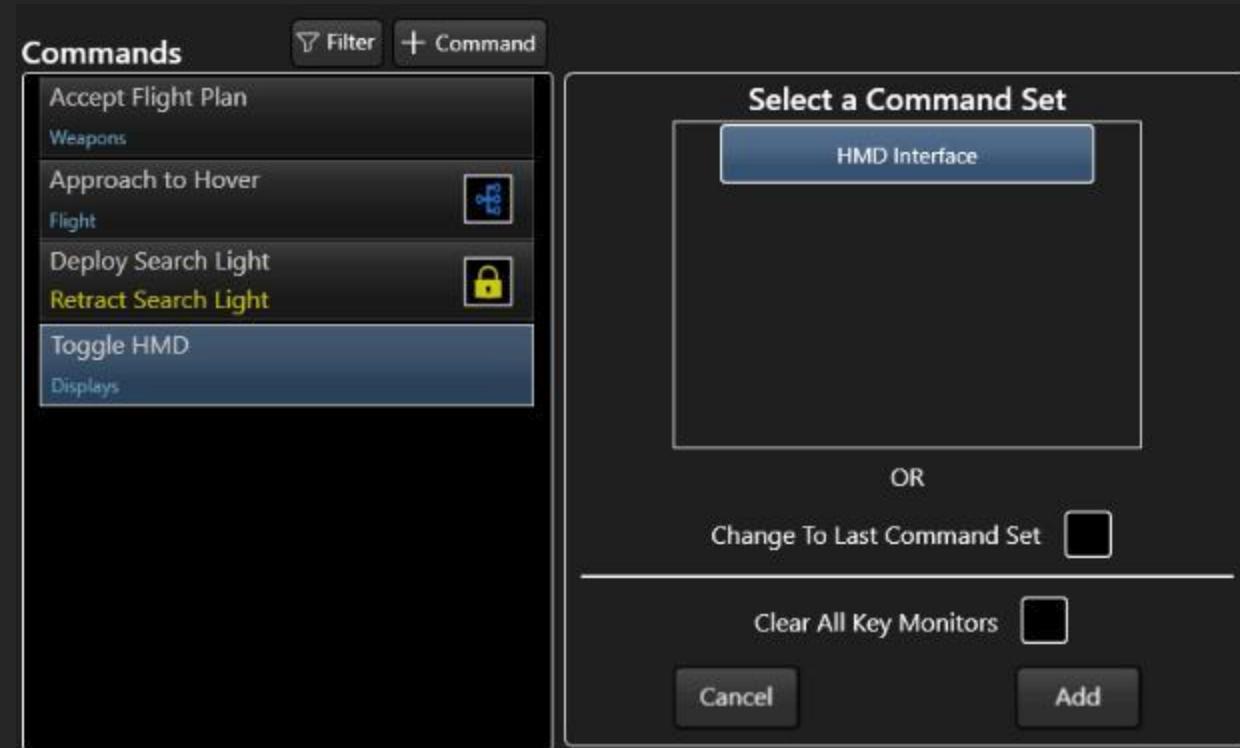 Commands
Filter
+ Command
Accept Flight Plan
Weapons
Approach to Hover
Flight
Deploy Search Light
Retract Search Light
Toggle HMD
Displays
Select a Command Set
HMD Interface
OR
Change To Last Command Set
Clear All Key Monitors
Cancel
Add